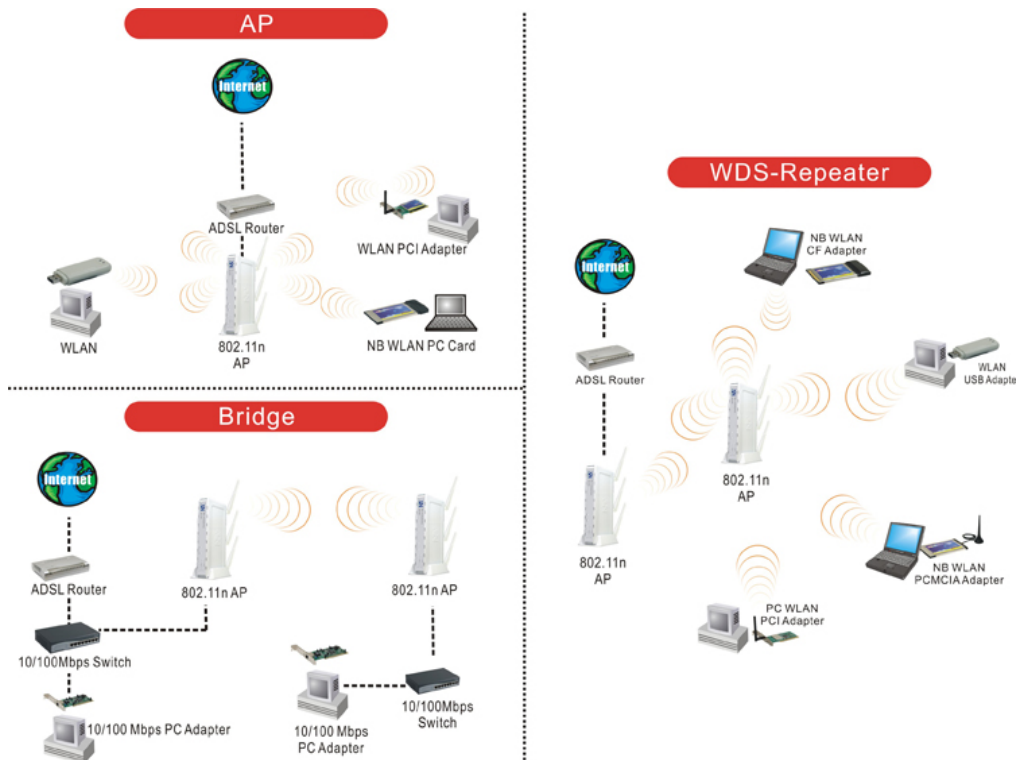 AP
Internet
ADSL Router
WLAN PCI Adapter
WLAN
802.11n
AP
NB WLAN PC Card
Bridge
Internet
ADSL Router
10/100Mbps Switch
10/100 Mbps PC Adapter
802.11n AP
802.11n AP
10/100 Mbps
PC Adapter
10/100Mbps
Switch
WDS-Repeater
Internet
ADSL Router
802.11n
AP
802.11n
AP
NB WLAN
CF Adapter
WLAN
USB Adapte
NB WLAN
PCMCIA Adapter
PC WLAN
PCI Adapter